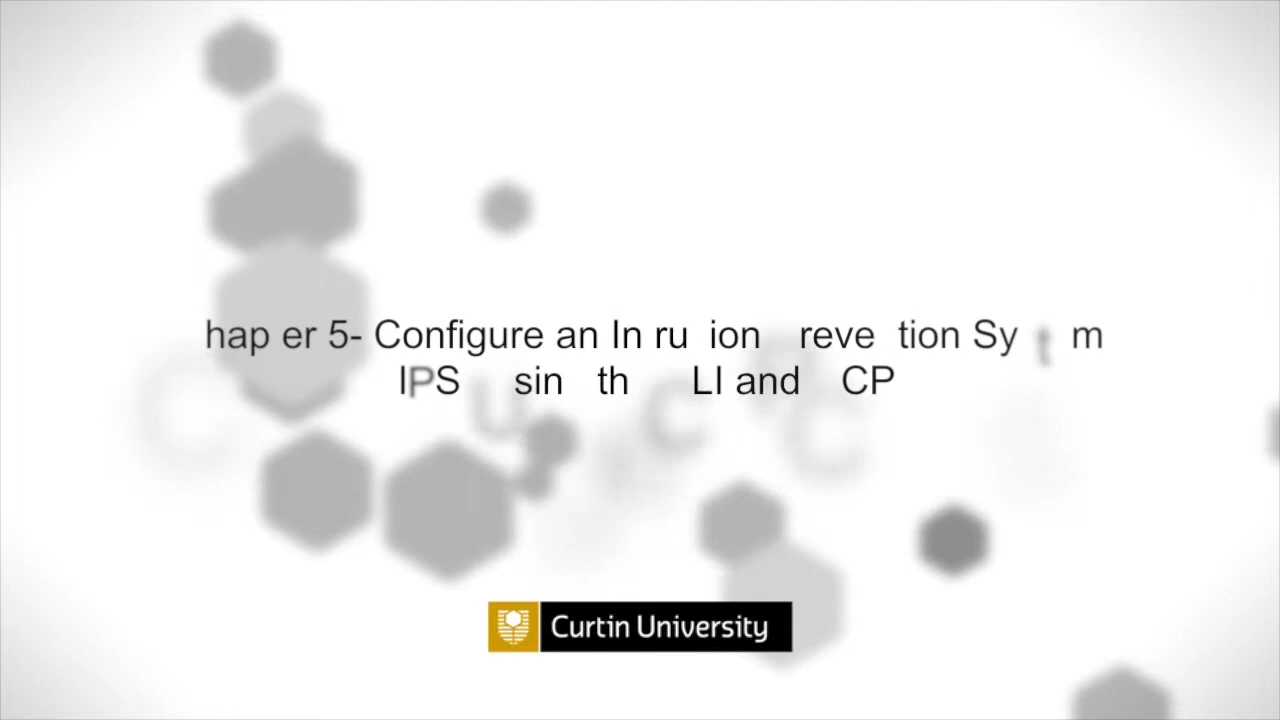 hap er 5- Configure an In ru ion reve tion Sy t m
IPS sin th LI and CP
Curtin University